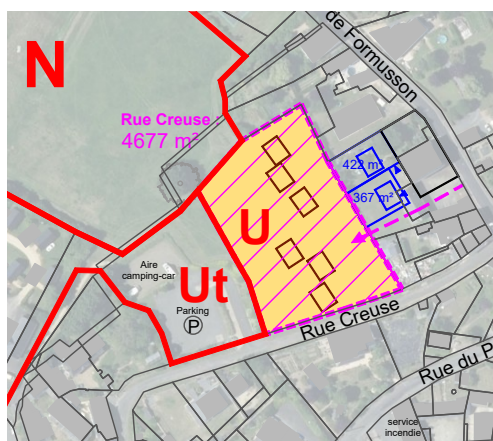 N
de Formusson
Rue Creuse :
4677 m²
422 m²
367 m²
U
Ut
Aire
camping-car
Parking
P
Rue Creuse
Rue du P
service
incendie